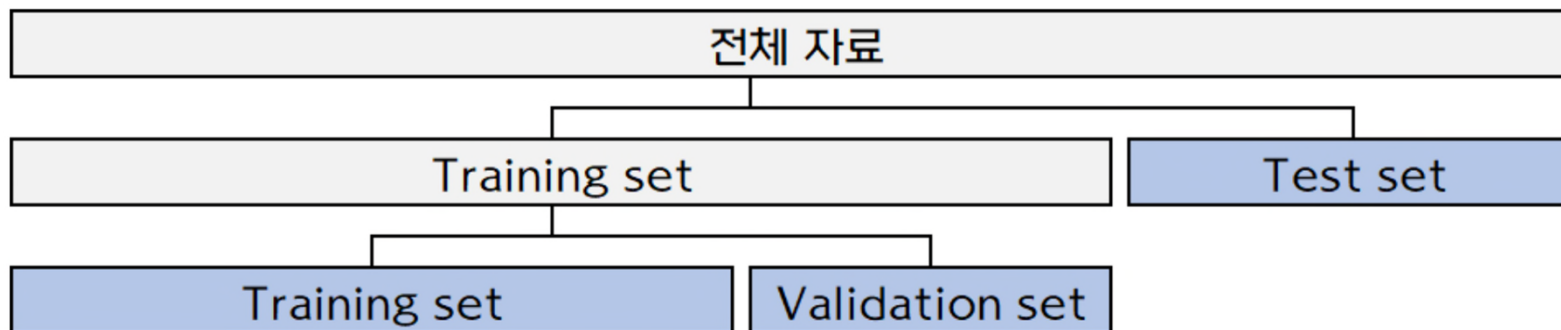 전체 자료
Training set
Test set
Training set
Validation set